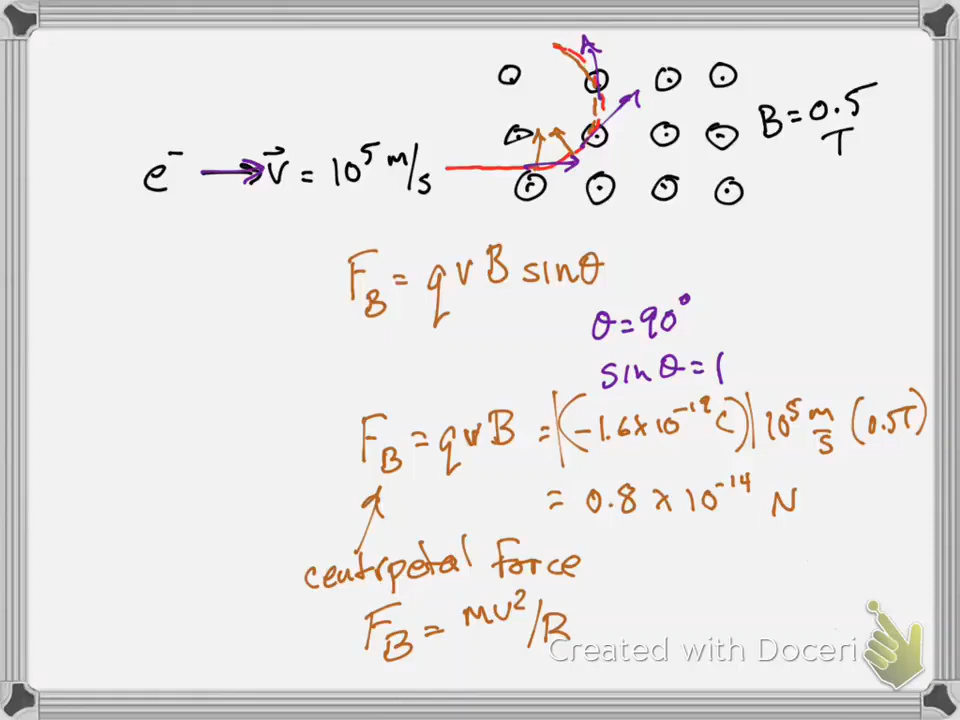 e⁻ → v⃗ = 10⁵ m/s
B = 0.5 T
F_B = qvB sinθ
θ = 90°
sinθ = 1
F_B = qvB = |(-1.6 x 10⁻¹⁹ C)| 10⁵ m/s (0.5T)
= 0.8 x 10⁻¹⁴ N
centrpetal force
F_B = mv²/R
Created with Doceri